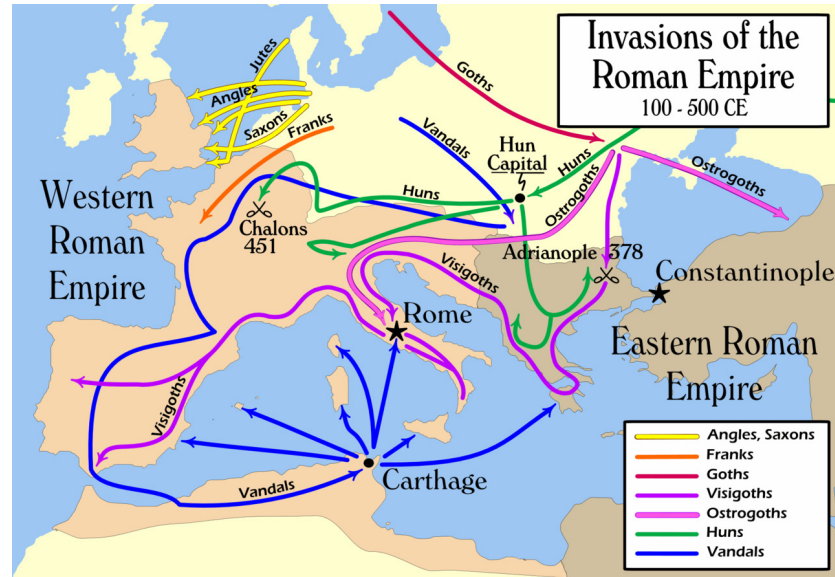 Invasions of the
Roman Empire
100 - 500 CE
Jutes
Angles
Saxons
Franks
Goths
Vandals
Hun
Capital
Huns
Ostrogoths
Ostrogoths
Huns
Western
Roman
Empire
Chalons
451
Adrianople 378
Visigoths
Constantinople
Rome
Eastern Roman
Empire
Visigoths
Carthage
Vandals
Angles, Saxons
Franks
Goths
Visigoths
Ostrogoths
Huns
Vandals